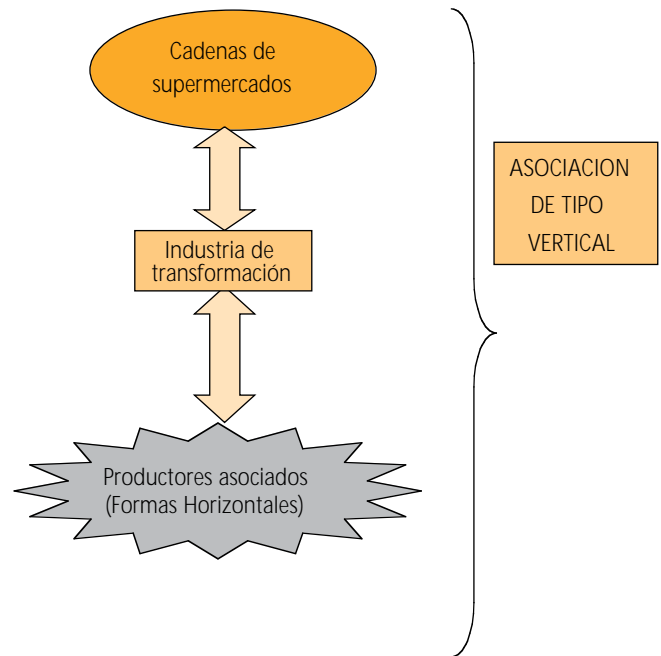 Cadenas de
supermercados
ASOCIACION
DE TIPO
VERTICAL
Industria de
transformación
Productores asociados
(Formas Horizontales)